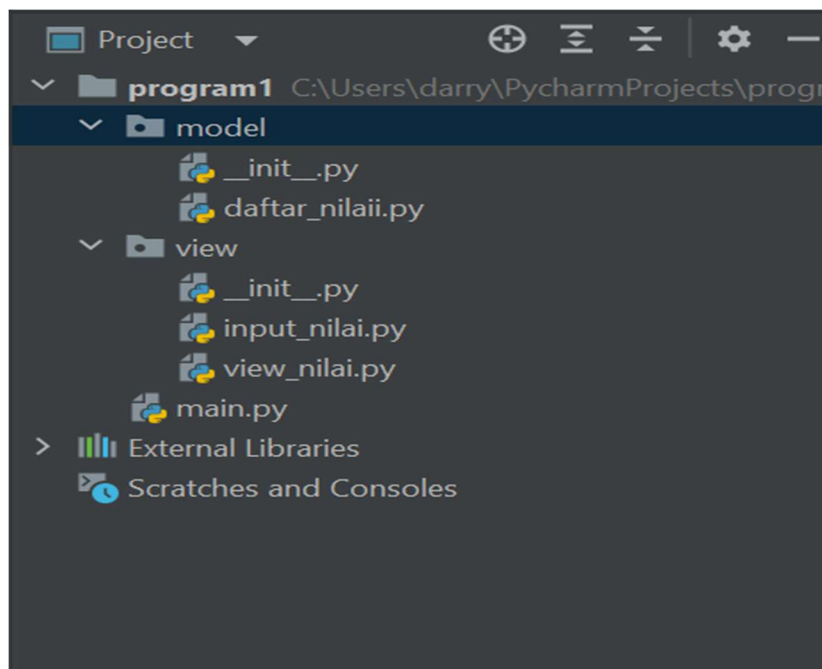 Project
program1 C:\Users\darry\PycharmProjects\progr
model
__init__.py
daftar_nilaii.py
view
__init__.py
input_nilai.py
view_nilai.py
main.py
External Libraries
Scratches and Consoles